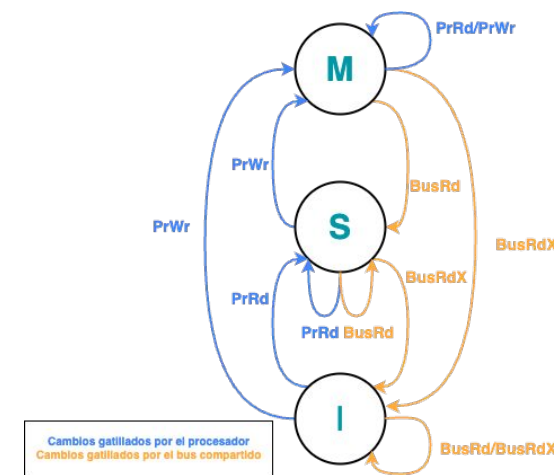 PrRd/PrWr
M
PrWr
BusRd
S
PrWr
BusRdX
BusRdX
PrRd
PrRd BusRd
I
BusRd/BusRdX
Cambios gatillados por el procesador
Cambios gatillados por el bus compartido